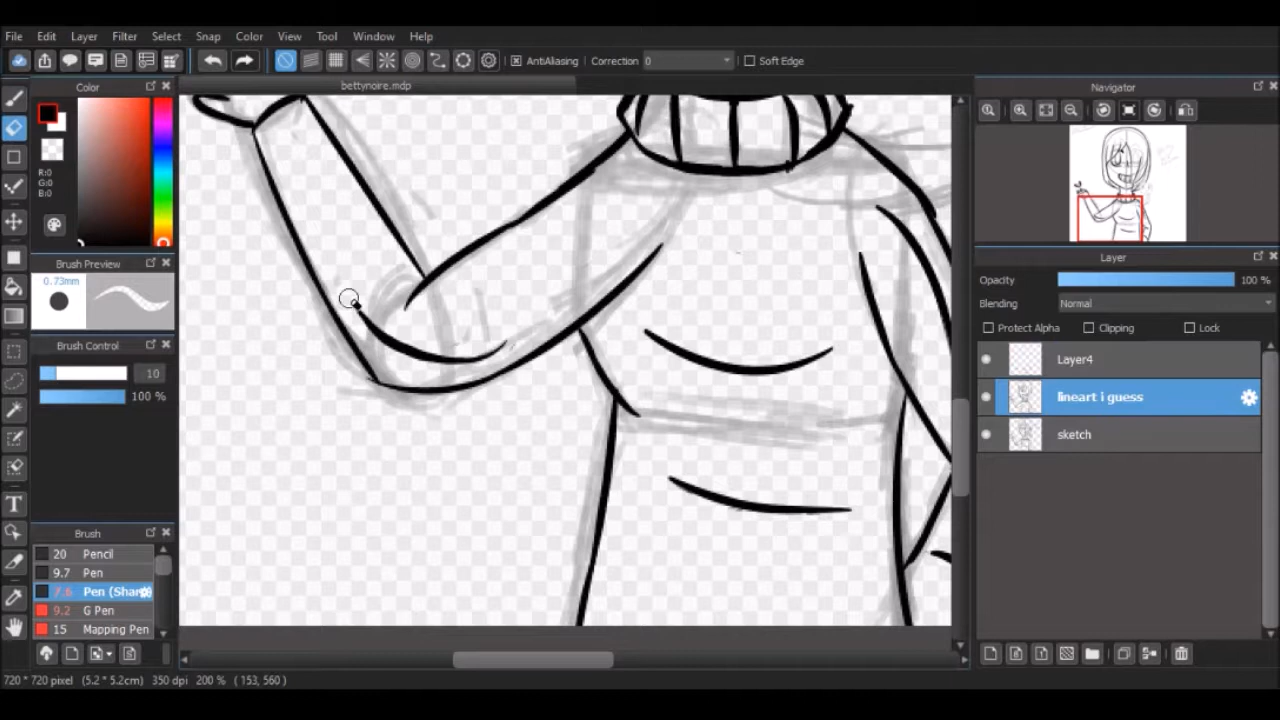 File Edit Layer Filter Select Snap Color View Tool Window Help
AntiAliasing Correction 0 Soft Edge
Color
bettynoire.mdp
Navigator
R:0
G:0
B:0
Brush Preview
0.73mm
Layer
Opacity 100 %
Blending Normal
Protect Alpha Clipping Lock
Brush Control
10
100 %
Layer4
lineart i guess
sketch
Brush
20 Pencil
9.7 Pen
7.6 Pen (Shar
9.2 G Pen
15 Mapping Pen
T
720 * 720 pixel (5.2 * 5.2cm) 350 dpi 200 % ( 153, 560 )